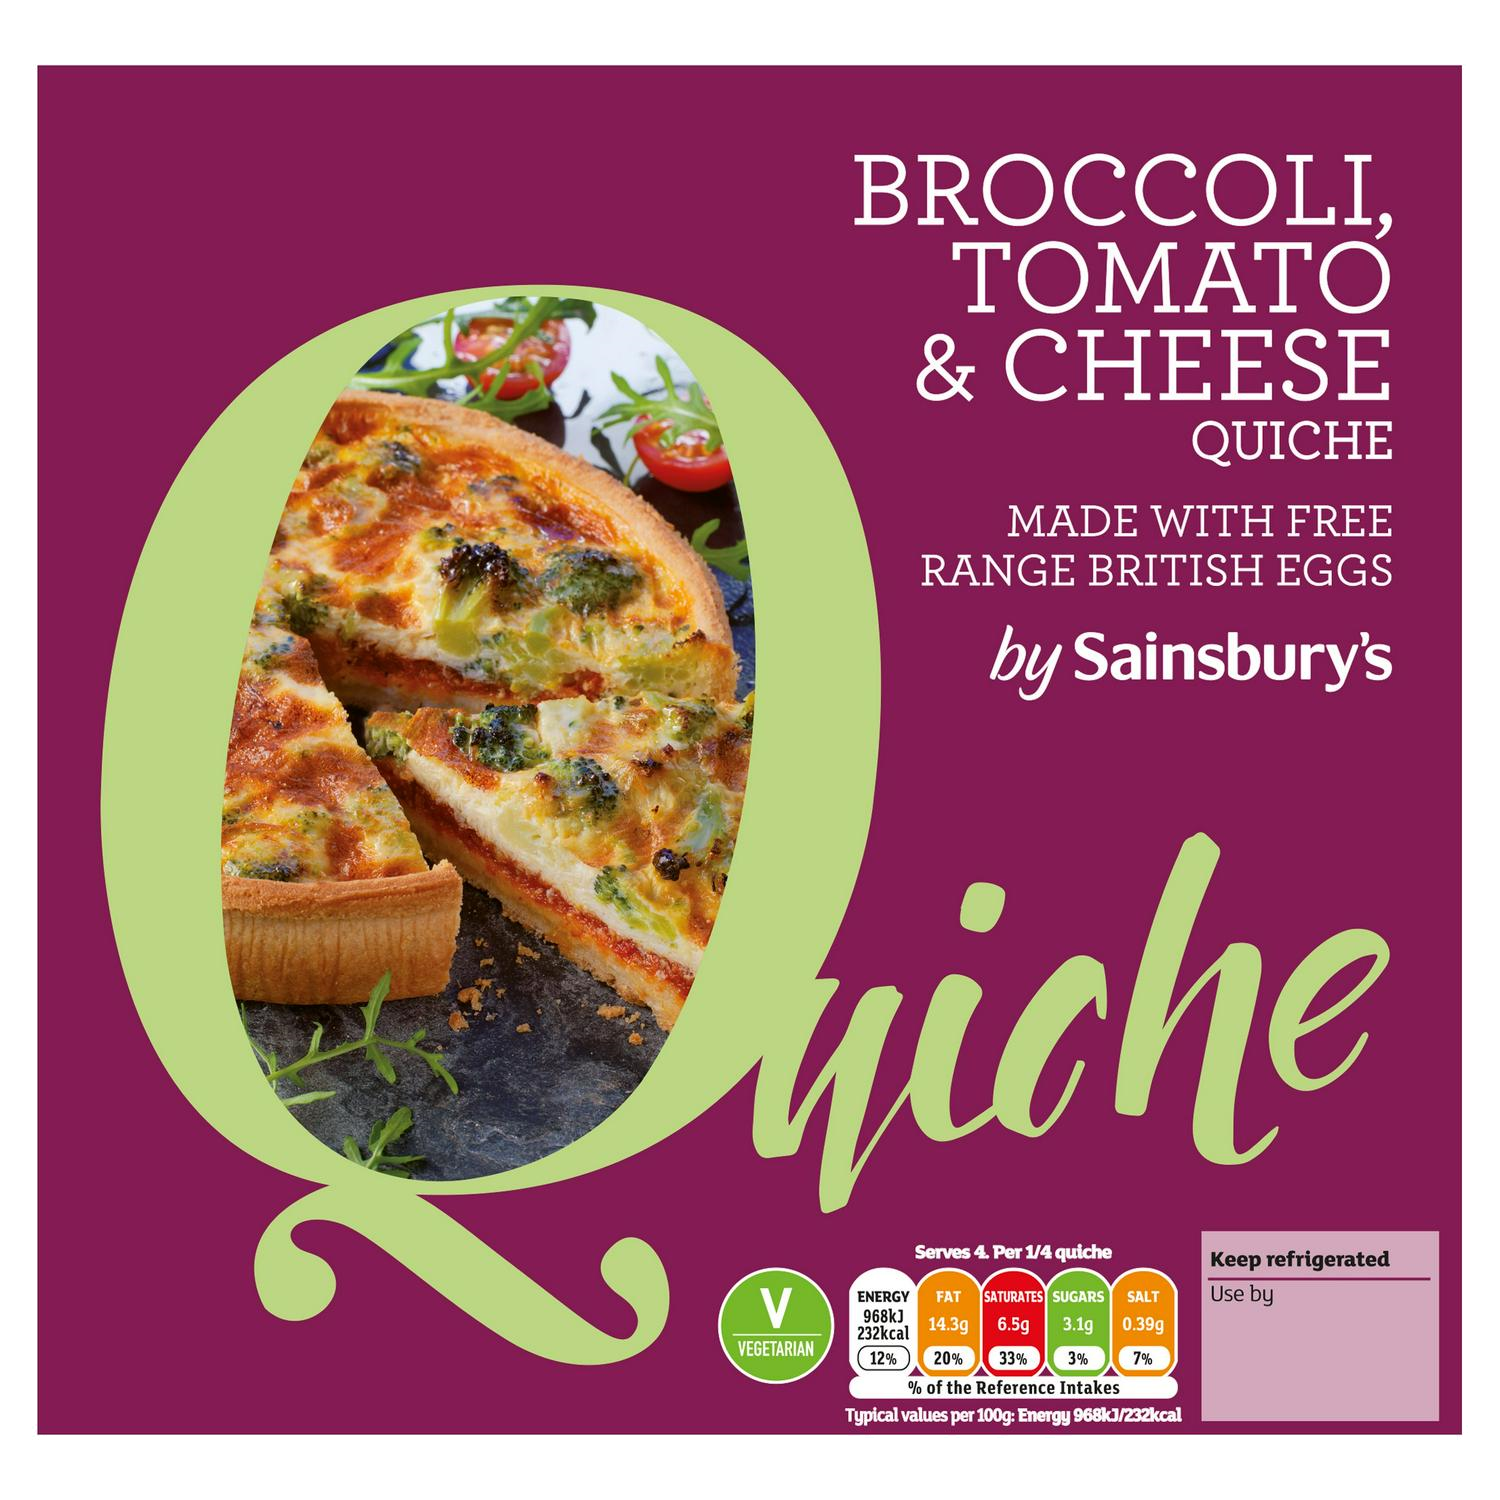 BROCCOLI,
TOMATO
& CHEESE
QUICHE
MADE WITH FREE
RANGE BRITISH EGGS
by Sainsbury's
Quiche
V
VEGETARIAN
Serves 4. Per 1/4 quiche
ENERGY FAT SATURATES SUGARS SALT
968kJ
232kcal 14.3g 6.5g 3.1g 0.39g
12% 20% 33% 3% 7%
% of the Reference Intakes
Typical values per 100g: Energy 968kJ/232kcal
Keep refrigerated
Use by